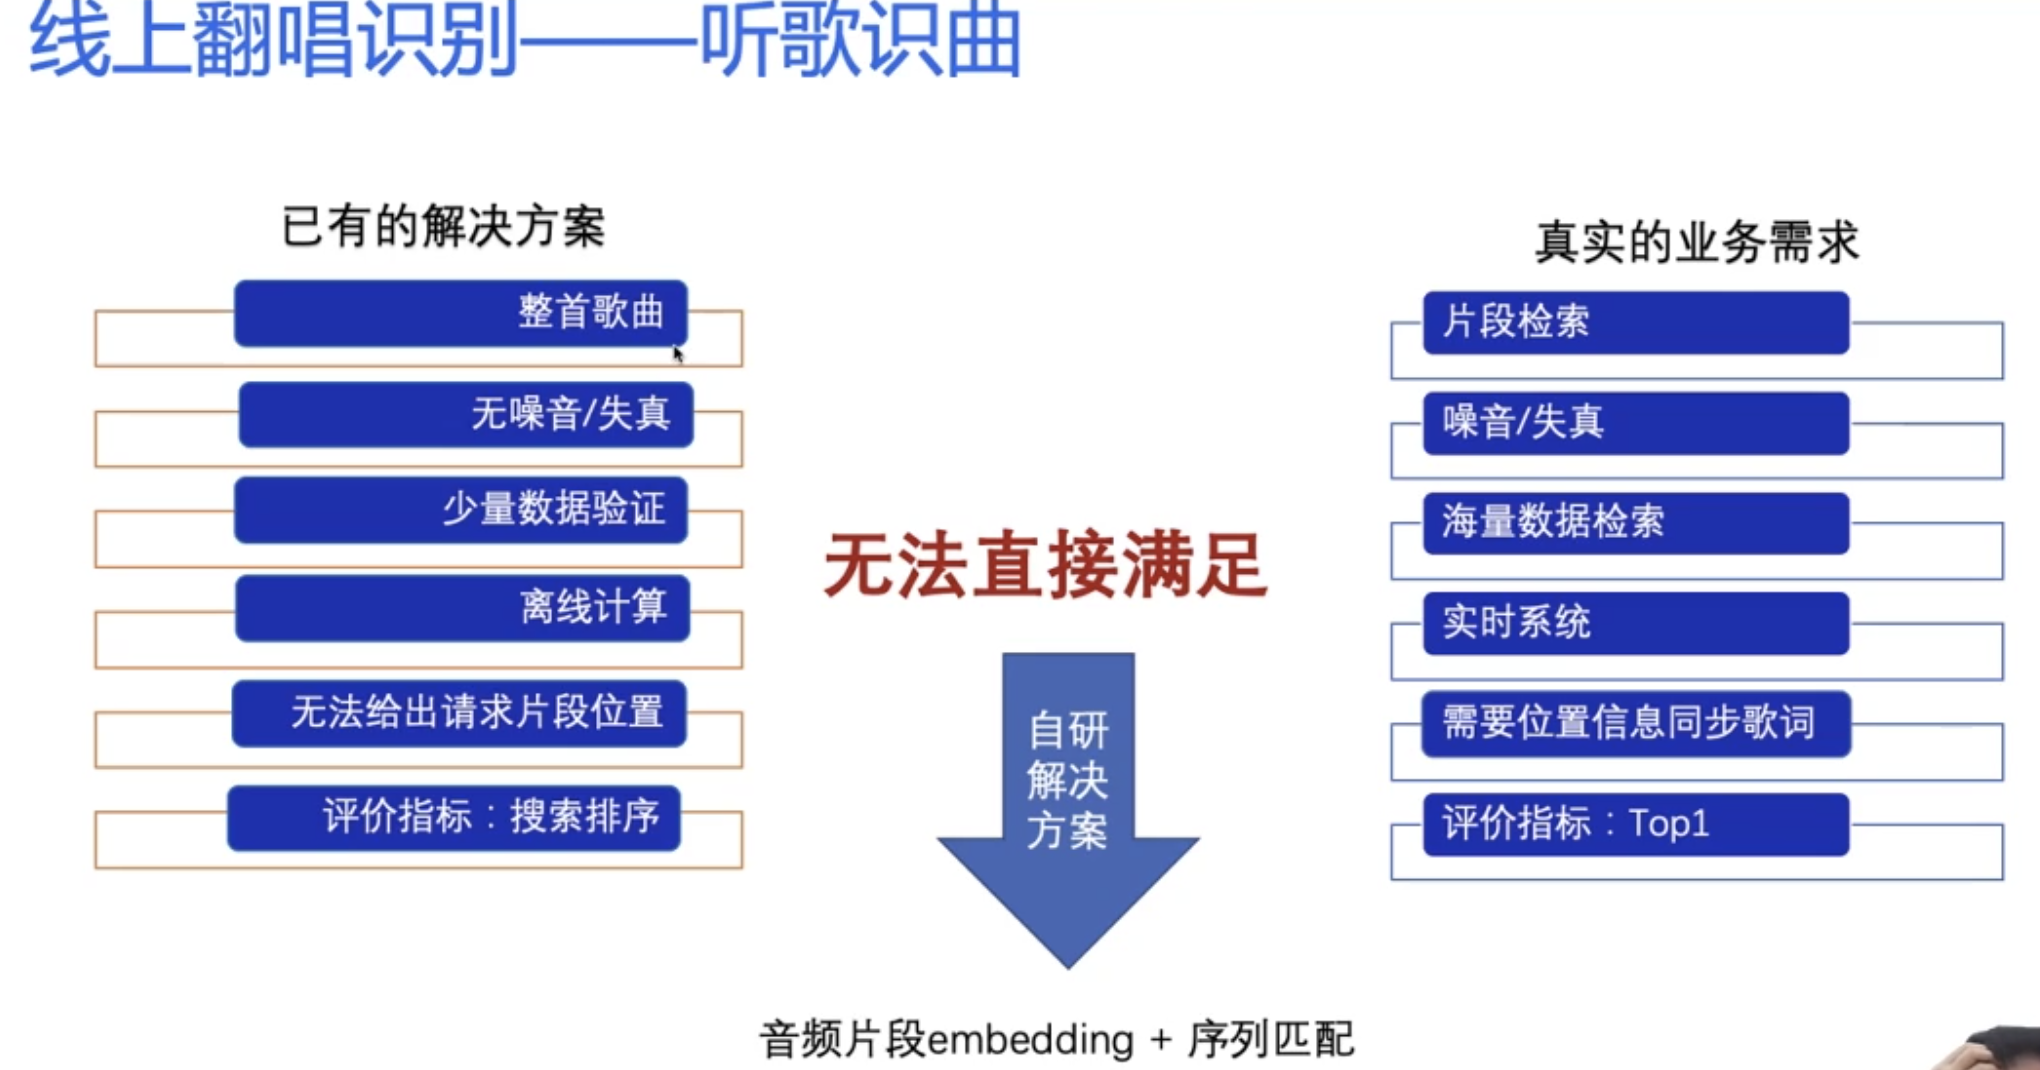 线上翻唱识别——听歌识曲
已有的解决方案
整首歌曲
无噪音/失真
少量数据验证
离线计算
无法给出请求片段位置
评价指标：搜索排序
无法直接满足
自研
解决
方案
真实的业务需求
片段检索
噪音/失真
海量数据检索
实时系统
需要位置信息同步歌词
评价指标：Top1
音频片段embedding + 序列匹配